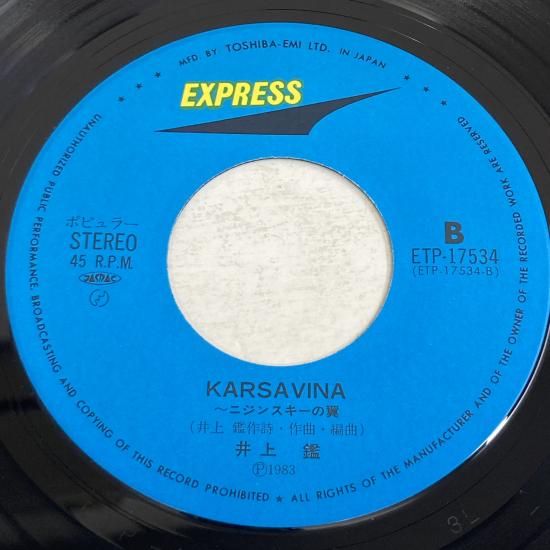 MFD. BY TOSHIBA-EMI LTD. IN JAPAN
EXPRESS
ポピュラー
STEREO
45 R.P.M.
JASRAC
B
ETP-17534
(ETP-17534-B)
KARSAVINA
〜ニジンスキーの翼
(井上 鑑作詩・作曲・編曲)
井上 鑑
Ⓟ1983
UNAUTHORIZED PUBLIC PERFORMANCE, BROADCASTING AND COPYING OF THIS RECORD PROHIBITED ★ ALL RIGHTS OF THE MANUFACTURER AND OF THE OWNER OF THE RECORDED WORK ARE RESERVED